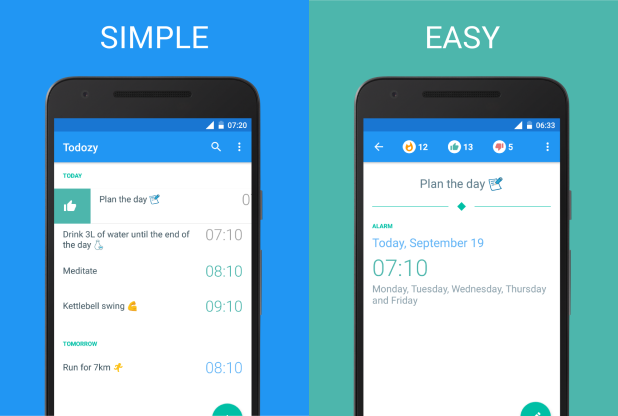 SIMPLE
07:20
Todozy
TODAY
Plan the day
0
Drink 3L of water until the end of
the day
07:10
Meditate
08:10
Kettlebell swing
09:10
TOMORROW
Run for 7km
08:10
EASY
06:33
12
13
5
Plan the day
ALARM
Today, September 19
07:10
Monday, Tuesday, Wednesday, Thursday
and Friday